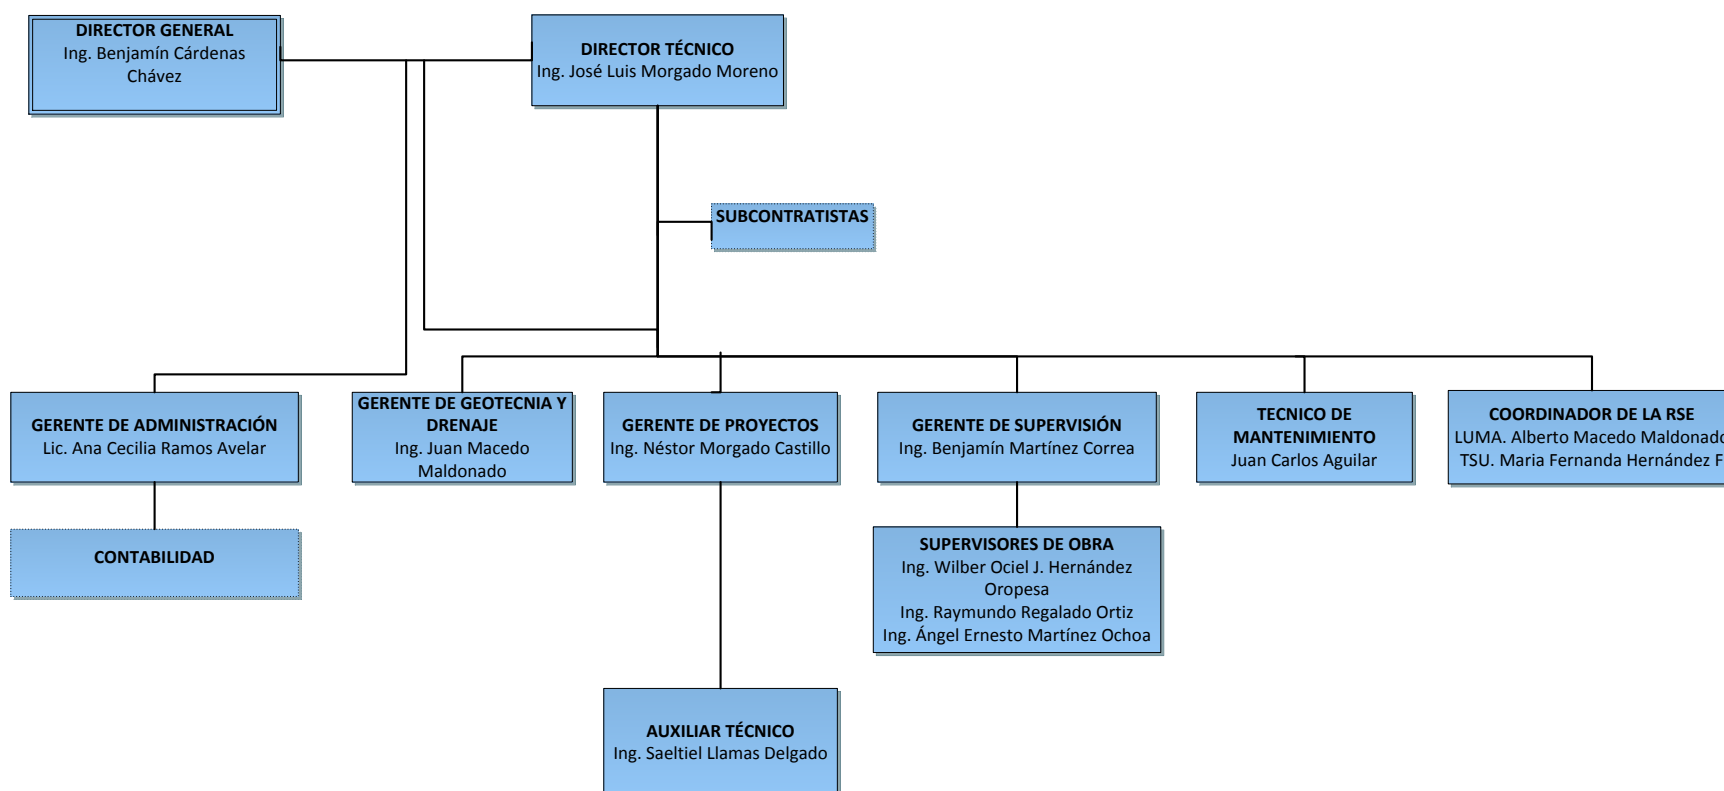 DIRECTOR GENERAL
Ing. Benjamín Cárdenas
Chávez
DIRECTOR TÉCNICO
Ing. José Luis Morgado Moreno
SUBCONTRATISTAS
GERENTE DE ADMINISTRACIÓN
Lic. Ana Cecilia Ramos Avelar
GERENTE DE GEOTECNIA Y
DRENAJE
Ing. Juan Macedo
Maldonado
GERENTE DE PROYECTOS
Ing. Néstor Morgado Castillo
GERENTE DE SUPERVISIÓN
Ing. Benjamín Martínez Correa
TECNICO DE
MANTENIMIENTO
Juan Carlos Aguilar
COORDINADOR DE LA RSE
LUMA. Alberto Macedo Maldonado
TSU. Maria Fernanda Hernández F
CONTABILIDAD
SUPERVISORES DE OBRA
Ing. Wilber Ociel J. Hernández
Oropesa
Ing. Raymundo Regalado Ortiz
Ing. Ángel Ernesto Martínez Ochoa
AUXILIAR TÉCNICO
Ing. Saeltiel Llamas Delgado